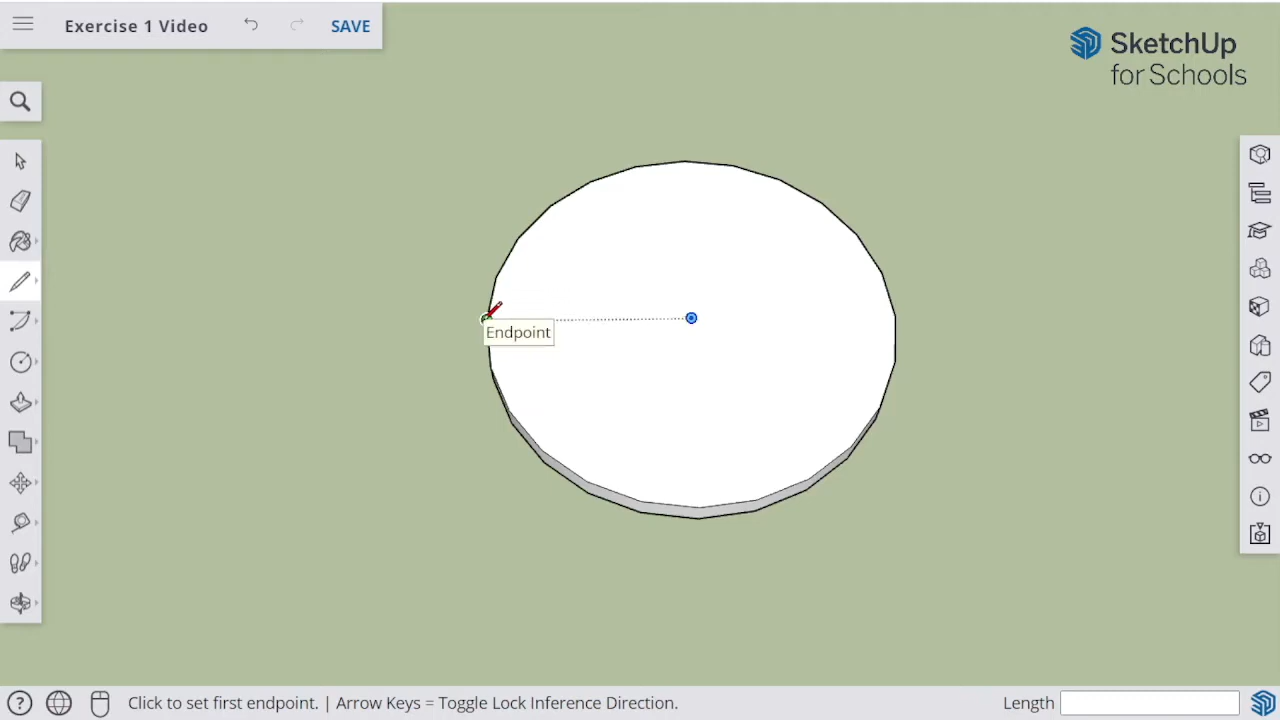 Exercise 1 Video
SAVE
SketchUp
for Schools
Endpoint
Click to set first endpoint. | Arrow Keys = Toggle Lock Inference Direction.
Length